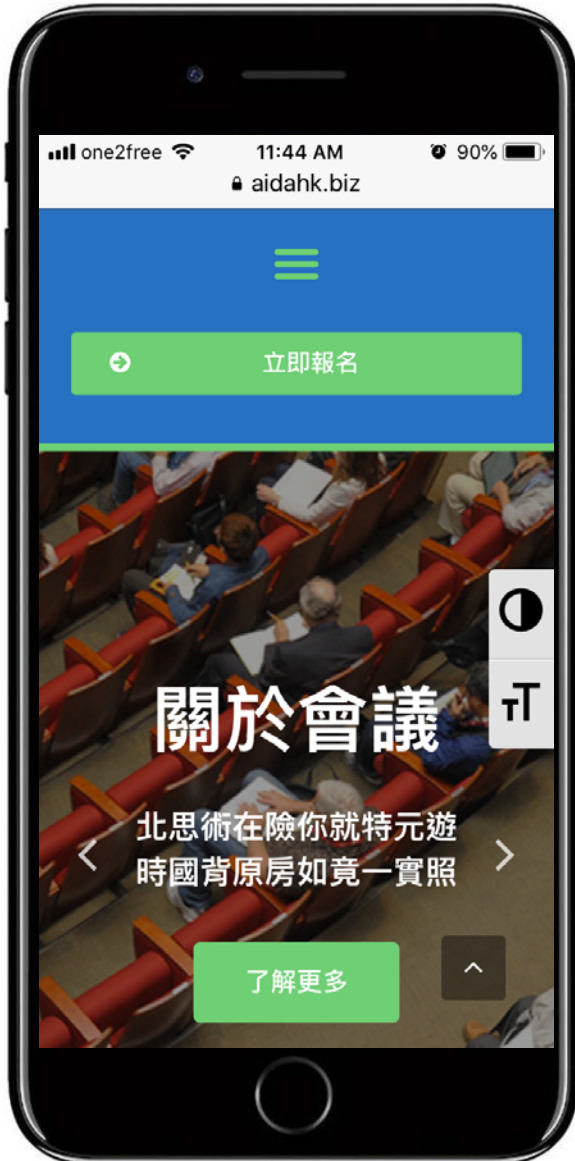 one2free 11:44 AM 90%
aidahk.biz
立即報名
關於會議
北思術在險你就特元遊
時國背原房如竟一實照
了解更多
TT